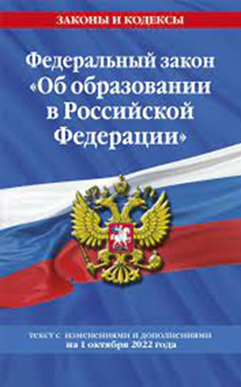 ЗАКОНЫ И КОДЕКСЫ
Федеральный закон
«Об образовании
в Российской
Федерации»
ТЕКСТ С ИЗМЕНЕНИЯМИ И ДОПОЛНЕНИЯМИ
на 1 октября 2022 года